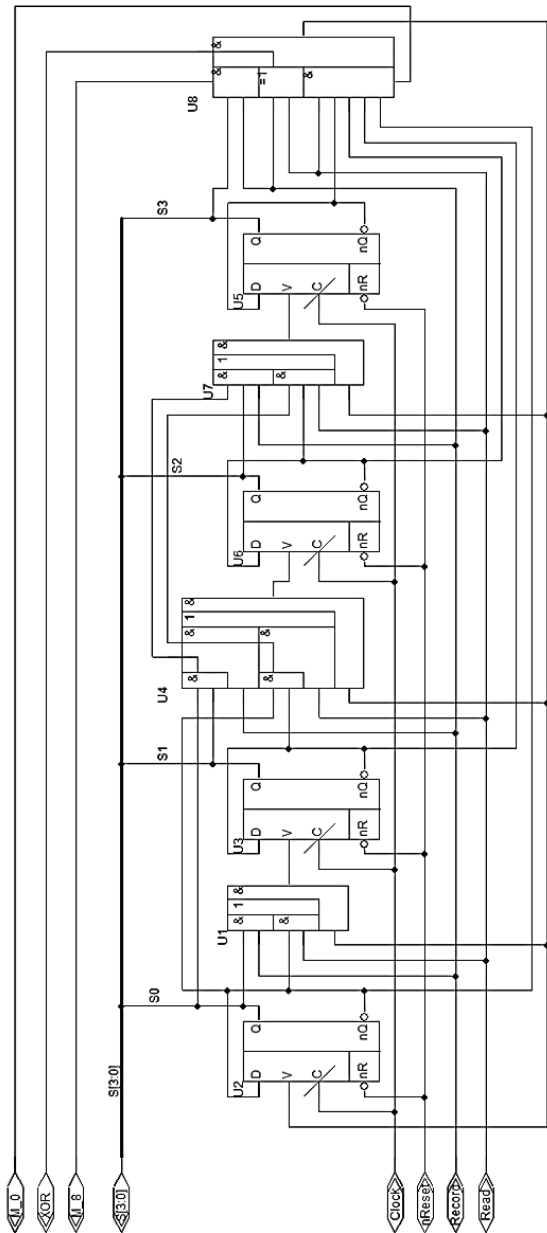 M_0
XOR
M_8
S[3:0]
S[3:0]
Clock
nReset
Record
Read
S0
S1
S2
S3
U2
D
V
C
nR
Q
nQ
U1
&
&
1
&
U3
D
V
C
nR
Q
nQ
U4
&
&
&
&
1
&
U6
D
V
C
nR
Q
nQ
U7
&
&
1
&
U5
D
V
C
nR
Q
nQ
U8
&
=1
&
&